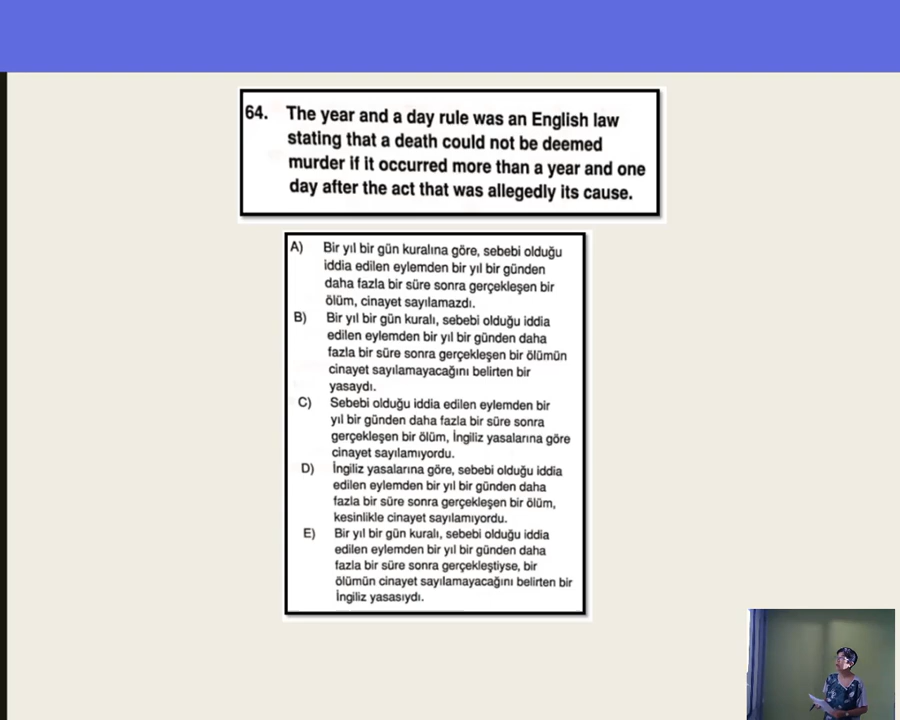 64. The year and a day rule was an English law
stating that a death could not be deemed
murder if it occurred more than a year and one
day after the act that was allegedly its cause.
A) Bir yıl bir gün kuralına göre, sebebi olduğu
iddia edilen eylemden bir yıl bir günden
daha fazla bir süre sonra gerçekleşen bir
ölüm, cinayet sayılamazdı.
B) Bir yıl bir gün kuralı, sebebi olduğu iddia
edilen eylemden bir yıl bir günden daha
fazla bir süre sonra gerçekleşen bir ölümün
cinayet sayılamayacağını belirten bir
yasaydı.
C) Sebebi olduğu iddia edilen eylemden bir
yıl bir günden daha fazla bir süre sonra
gerçekleşen bir ölüm, İngiliz yasalarına göre
cinayet sayılamıyordu.
D) İngiliz yasalarına göre, sebebi olduğu iddia
edilen eylemden bir yıl bir günden daha
fazla bir süre sonra gerçekleşen bir ölüm,
kesinlikle cinayet sayılamıyordu.
E) Bir yıl bir gün kuralı, sebebi olduğu iddia
edilen eylemden bir yıl bir günden daha
fazla bir süre sonra gerçekleştiyse, bir
ölümün cinayet sayılamayacağını belirten bir
İngiliz yasasıydı.